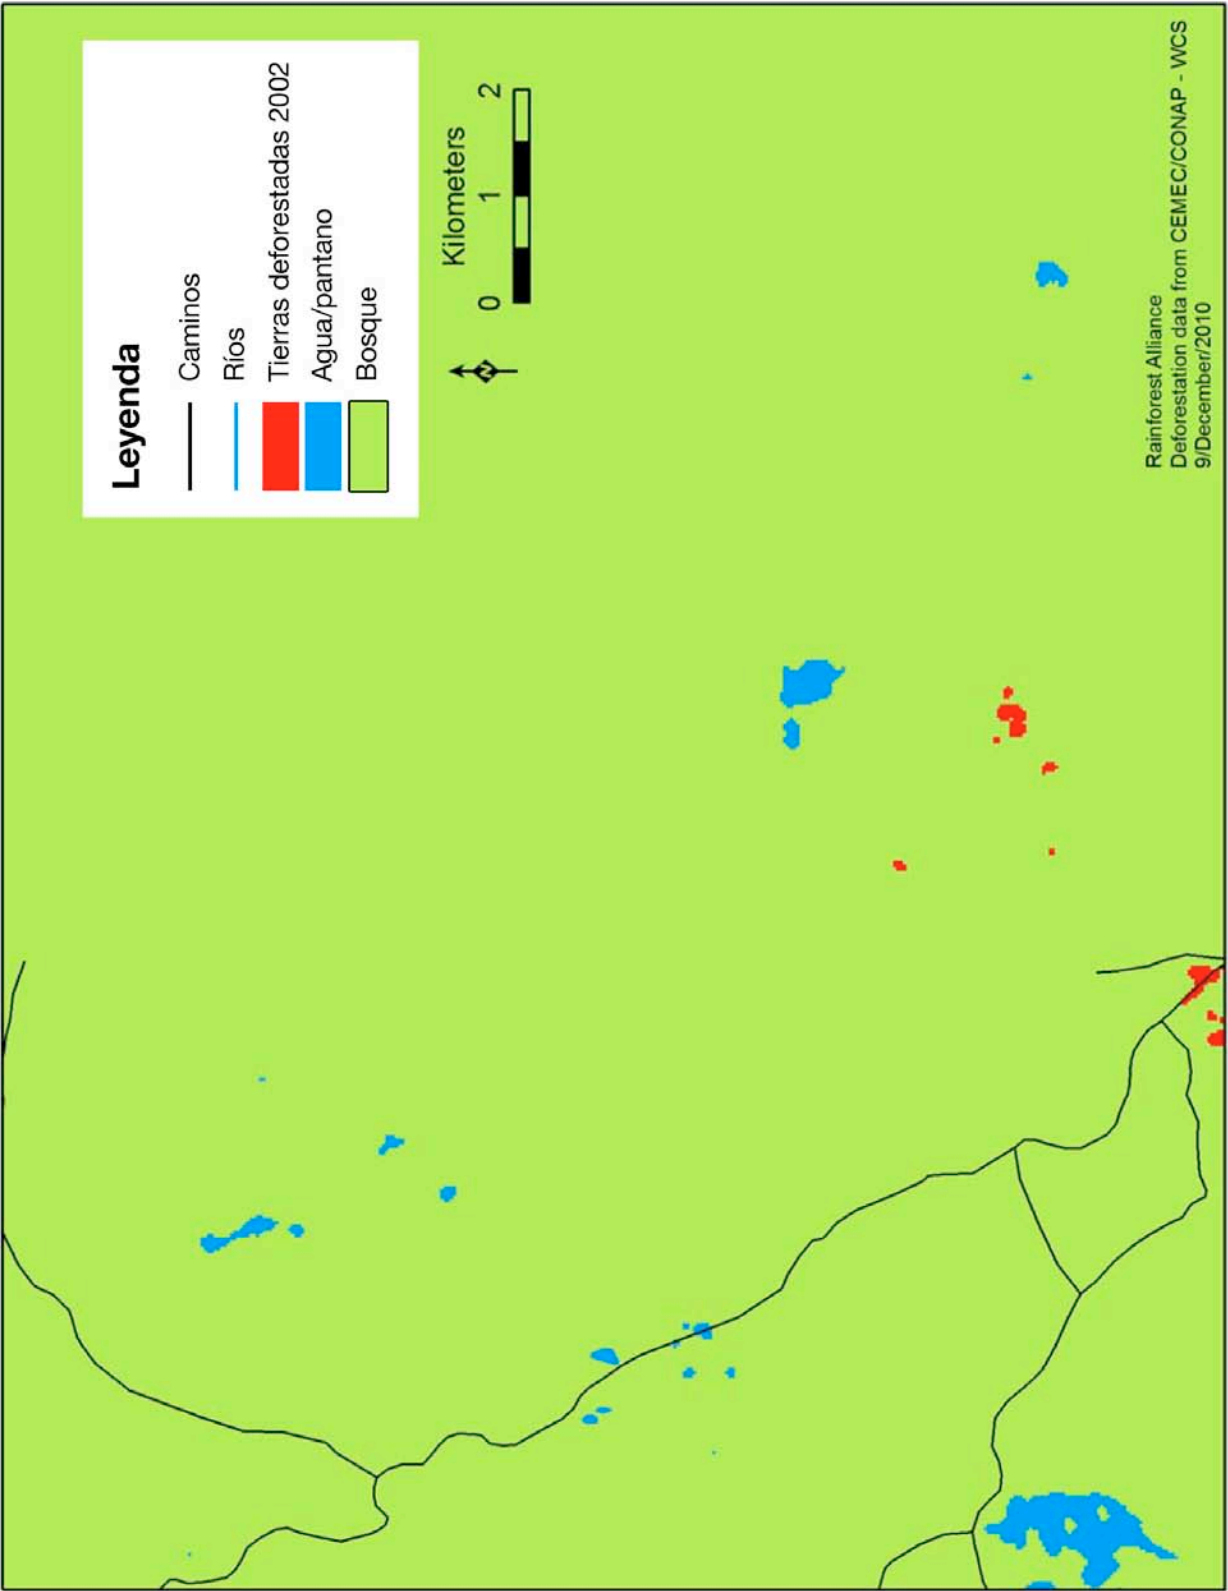 Leyenda
Caminos
Ríos
Tierras deforestadas 2002
Agua/pantano
Bosque
N
Kilometers
0 1 2
Rainforest Alliance
Deforestation data from CEMEC/CONAP - WCS
9/December/2010